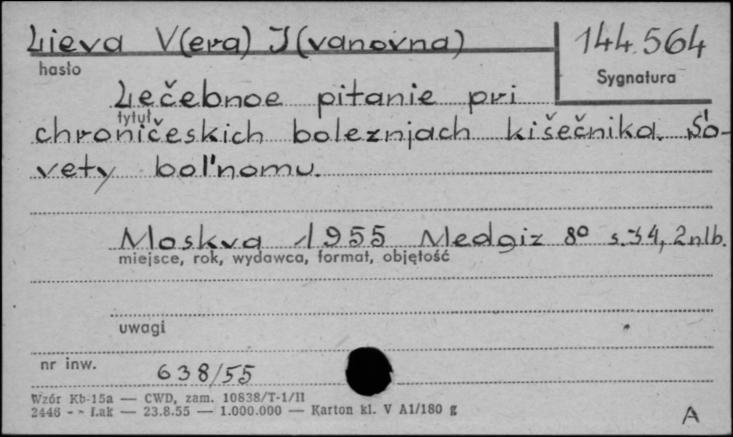 Lieva V(era) I(vanovna)
144.564
hasło
Sygnatura
Lečebnoe pitanie pri
tytuł
chroničeskich boleznjach kišečnika. So-
vety bol'nomu.
Moskva 1955 Medgiz 8º s.34, 2nlb.
miejsce, rok, wydawca, format, objętość
uwagi
nr inw. 638/55
Wzór Kb-15a — CWD, zam. 10838/T-1/II
2446 -- Łak — 23.8.55 — 1.000.000 — Karton kl. V A1/180 g
A